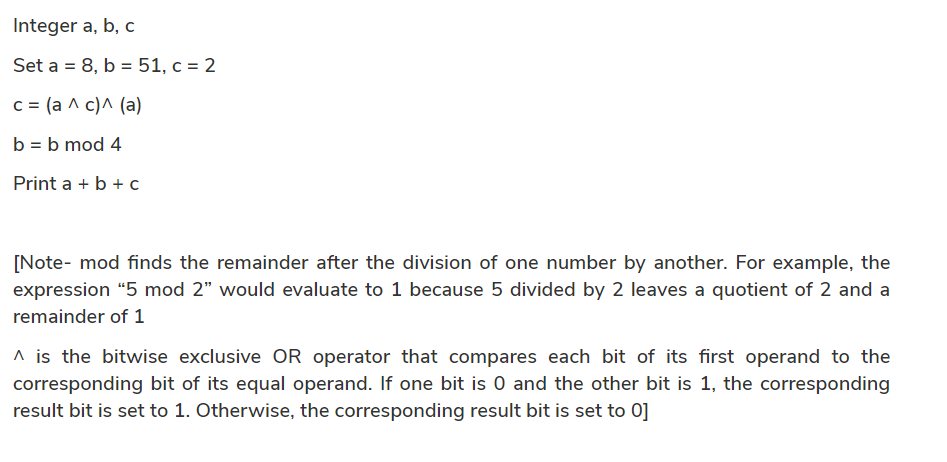 Integer a, b, c
Set a = 8, b = 51, c = 2
c = (a ^ c)^ (a)
b = b mod 4
Print a + b + c
[Note- mod finds the remainder after the division of one number by another. For example, the
expression “5 mod 2” would evaluate to 1 because 5 divided by 2 leaves a quotient of 2 and a
remainder of 1
^ is the bitwise exclusive OR operator that compares each bit of its first operand to the
corresponding bit of its equal operand. If one bit is 0 and the other bit is 1, the corresponding
result bit is set to 1. Otherwise, the corresponding result bit is set to 0]